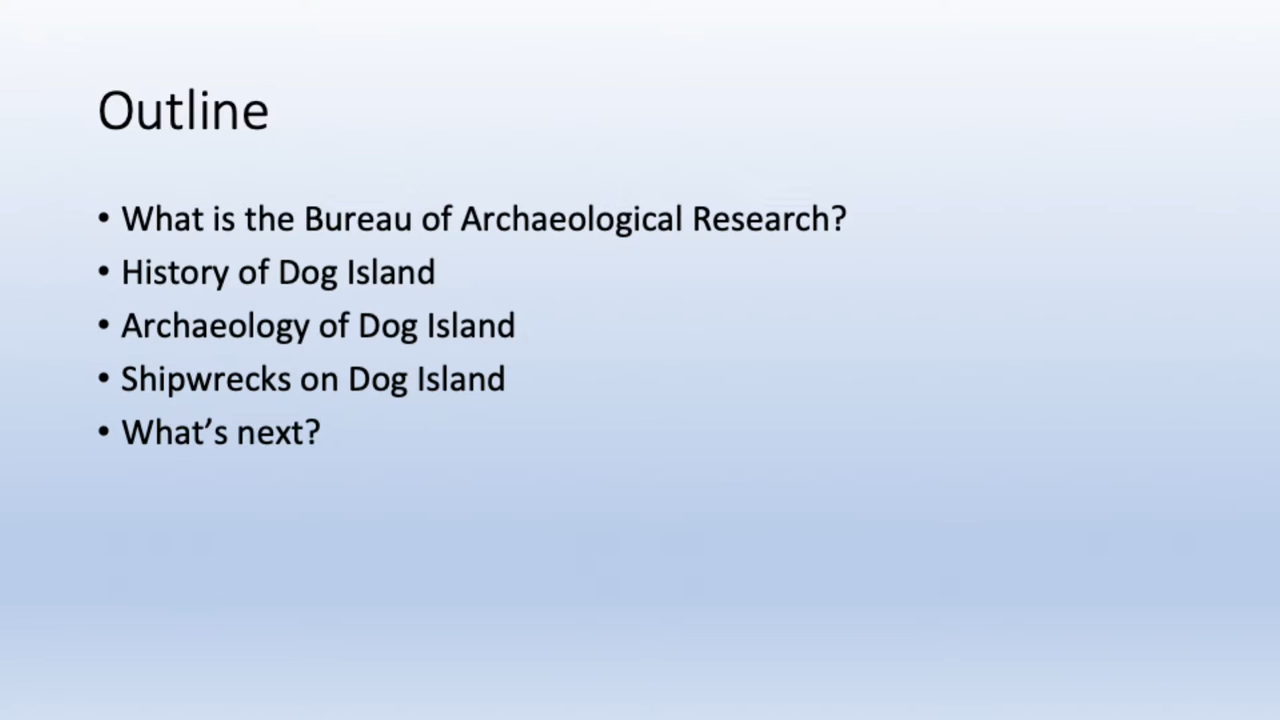 Outline
• What is the Bureau of Archaeological Research?
• History of Dog Island
• Archaeology of Dog Island
• Shipwrecks on Dog Island
• What’s next?